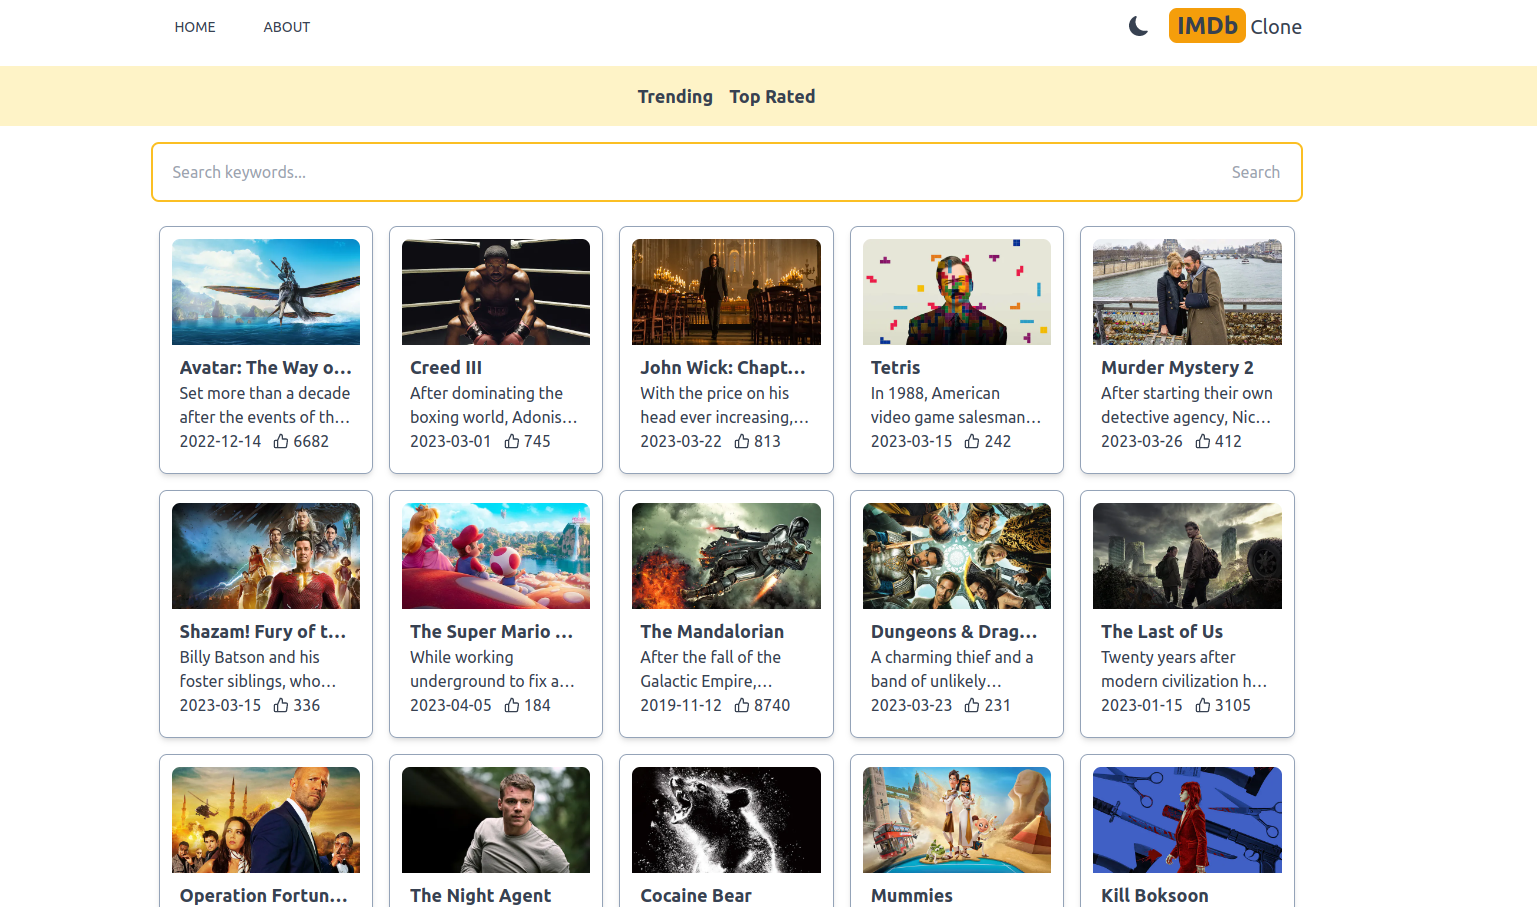 HOME ABOUT IMDb Clone
Trending Top Rated
Search keywords... Search
Avatar: The Way o...
Set more than a decade
after the events of th...
2022-12-14 6682
Creed III
After dominating the
boxing world, Adonis...
2023-03-01 745
John Wick: Chapt...
With the price on his
head ever increasing,...
2023-03-22 813
Tetris
In 1988, American
video game salesman...
2023-03-15 242
Murder Mystery 2
After starting their own
detective agency, Nic...
2023-03-26 412
Shazam! Fury of t...
Billy Batson and his
foster siblings, who...
2023-03-15 336
The Super Mario ...
While working
underground to fix a...
2023-04-05 184
The Mandalorian
After the fall of the
Galactic Empire,...
2019-11-12 8740
Dungeons & Drag...
A charming thief and a
band of unlikely...
2023-03-23 231
The Last of Us
Twenty years after
modern civilization h...
2023-01-15 3105
Operation Fortun...
The Night Agent
Cocaine Bear
Mummies
Kill Boksoon